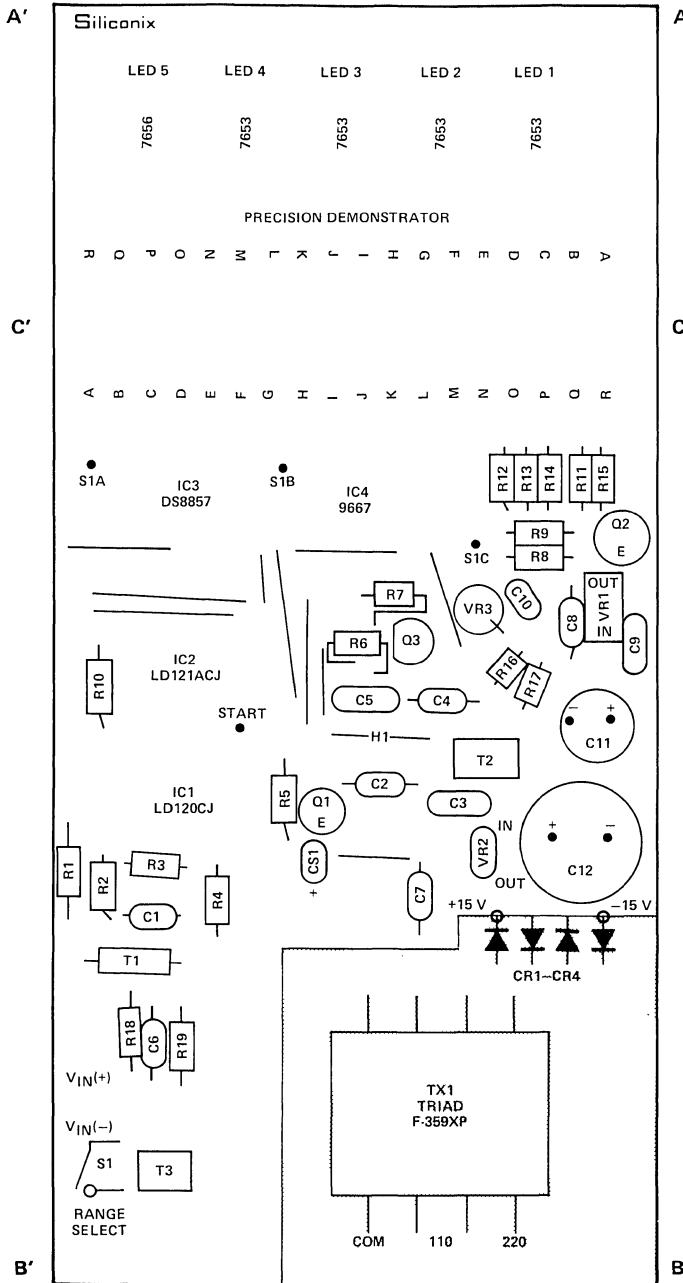 A' A
Siliconix
LED 5 LED 4 LED 3 LED 2 LED 1
7656 7653 7653 7653 7653
PRECISION DEMONSTRATOR
R Q P O N M L K J I H G F E D C B A
C' C
A B C D E F G H I J K L M N O P Q R
S1A
IC3
DS8857
S1B
IC4
9667
R12 R13 R14 R11 R15
S1C
R9
R8
Q2
E
R7
VR3
C10
C8
OUT
VR1
IN
C9
R6
Q3
IC2
LD121ACJ
R10
R16
R17
C5
C4
START
H1
T2
- +
C11
IC1
LD120CJ
R5
Q1
E
C2
C3
IN
VR2
OUT
+ -
C12
R1
R2
R3
R4
C1
CS1
+
C7
+15 V -15 V
CR1-CR4
T1
R18
C6
R19
VIN(+)
VIN(-)
S1
T3
RANGE
SELECT
TX1
TRIAD
F-359XP
COM 110 220
B' B